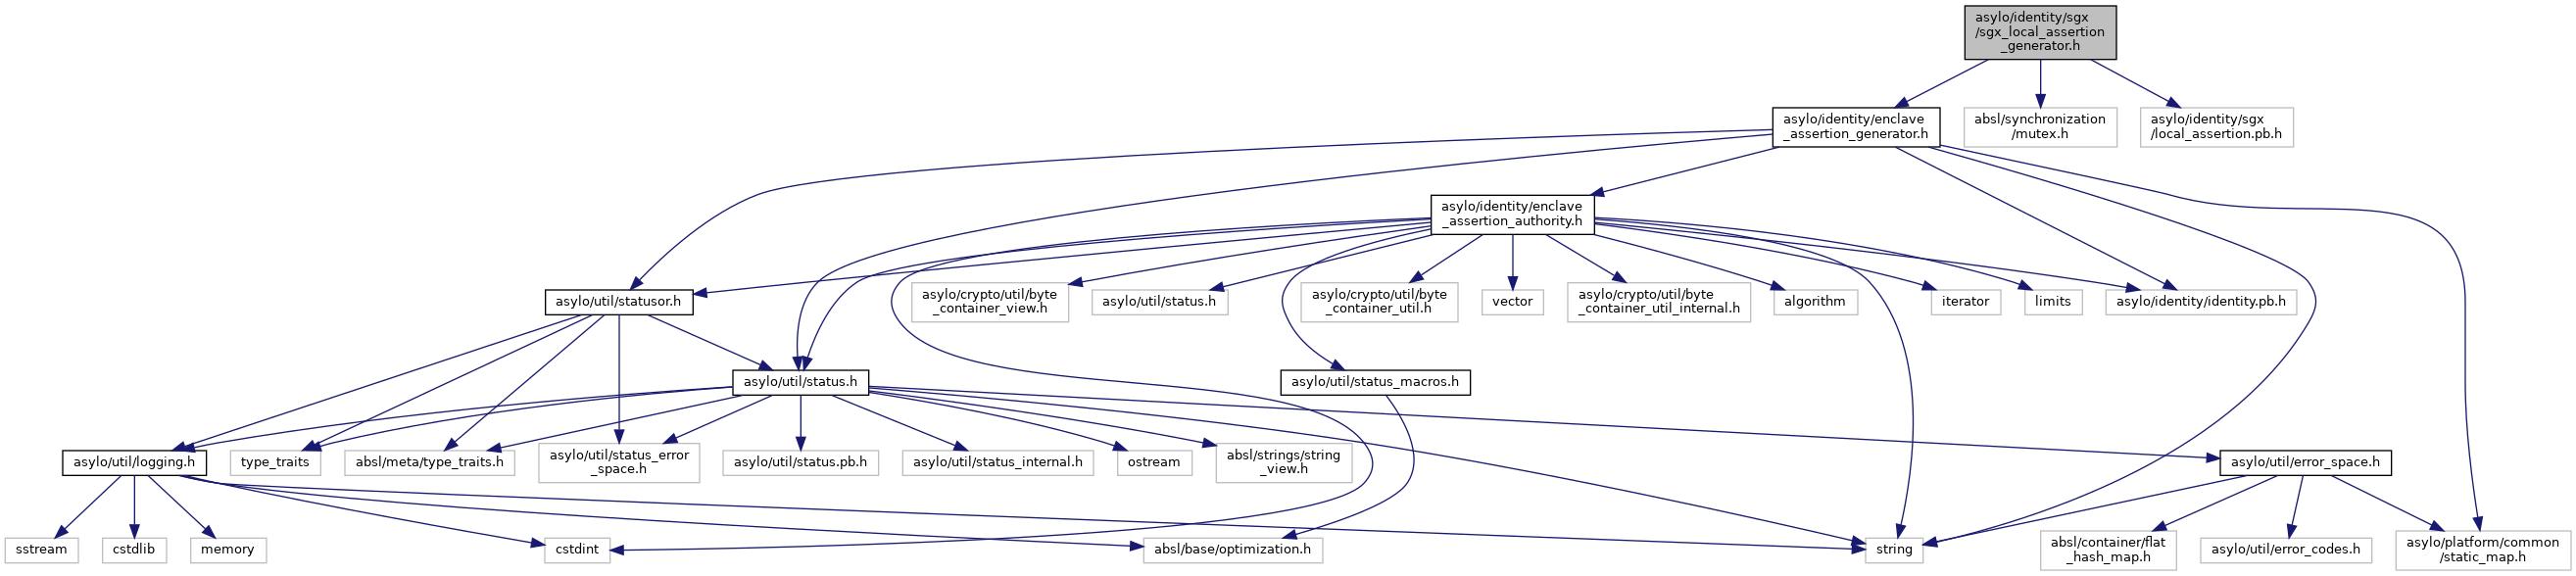 asylo/identity/sgx
/sgx_local_assertion
_generator.h
asylo/identity/enclave
_assertion_generator.h
absl/synchronization
/mutex.h
asylo/identity/sgx
/local_assertion.pb.h
asylo/identity/enclave
_assertion_authority.h
asylo/util/statusor.h
asylo/crypto/util/byte
_container_view.h
asylo/util/status.h
asylo/crypto/util/byte
_container_util.h
vector
asylo/crypto/util/byte
_container_util_internal.h
algorithm
iterator
limits
asylo/identity/identity.pb.h
asylo/util/status.h
asylo/util/status_macros.h
asylo/util/logging.h
type_traits
absl/meta/type_traits.h
asylo/util/status_error
_space.h
asylo/util/status.pb.h
asylo/util/status_internal.h
ostream
absl/strings/string
_view.h
asylo/util/error_space.h
sstream
cstdlib
memory
cstdint
absl/base/optimization.h
string
absl/container/flat
_hash_map.h
asylo/util/error_codes.h
asylo/platform/common
/static_map.h